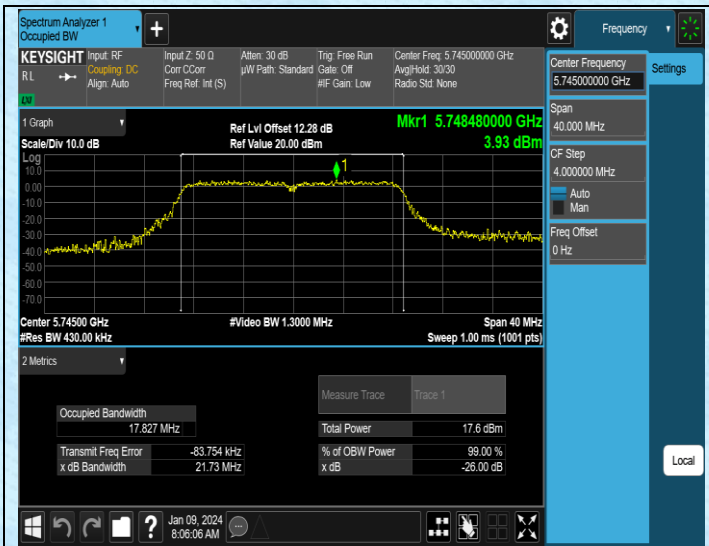 Spectrum Analyzer 1
Occupied BW
KEYSIGHT
R L
LXI
Input: RF
Coupling: DC
Align: Auto
Input Z: 50 Ω
Corr CCorr
Freq Ref: Int (S)
Atten: 30 dB
µW Path: Standard
Trig: Free Run
Gate: Off
#IF Gain: Low
Center Freq: 5.745000000 GHz
Avg|Hold: 30/30
Radio Std: None
1 Graph
Scale/Div 10.0 dB
Ref Lvl Offset 12.28 dB
Ref Value 20.00 dBm
Mkr1 5.748480000 GHz
3.93 dBm
Log
10.0
0.00
-10.0
-20.0
-30.0
-40.0
-50.0
-60.0
-70.0
1
Center 5.74500 GHz
#Res BW 430.00 kHz
#Video BW 1.3000 MHz
Span 40 MHz
Sweep 1.00 ms (1001 pts)
2 Metrics
Measure Trace
Trace 1
Occupied Bandwidth
17.827 MHz
Total Power
17.6 dBm
Transmit Freq Error
-83.754 kHz
% of OBW Power
99.00 %
x dB Bandwidth
21.73 MHz
x dB
-26.00 dB
Jan 09, 2024
8:06:06 AM
Frequency
Settings
Center Frequency
5.745000000 GHz
Span
40.000 MHz
CF Step
4.000000 MHz
Auto
Man
Freq Offset
0 Hz
Local